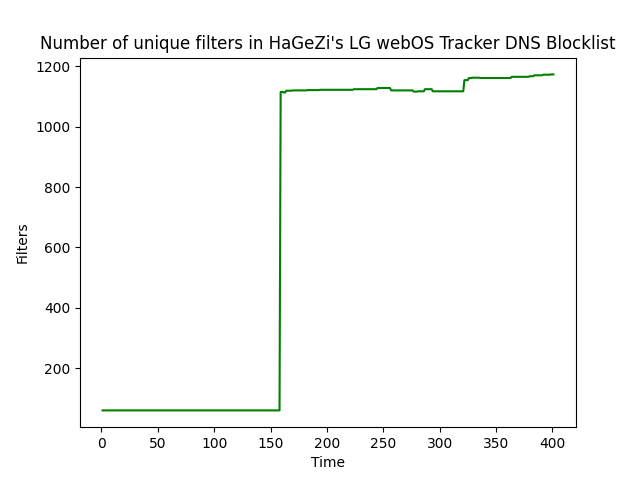 Number of unique filters in HaGeZi's LG webOS Tracker DNS Blocklist
1200
1000
800
600
400
200
Filters
0 50 100 150 200 250 300 350 400
Time